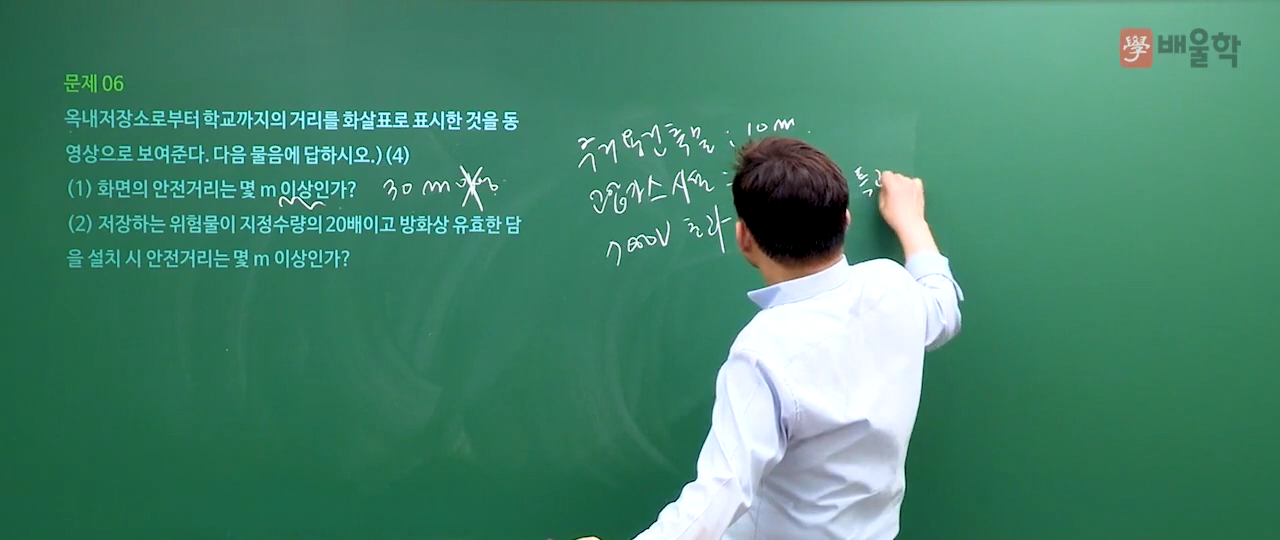 學 배울학
문제 06
옥내저장소로부터 학교까지의 거리를 화살표로 표시한 것을 동
영상으로 보여준다. 다음 물음에 답하시오.) (4)
(1) 화면의 안전거리는 몇 m 이상인가? 30m
(2) 저장하는 위험물이 지정수량의 20배이고 방화상 유효한 담
을 설치 시 안전거리는 몇 m 이상인가?
주거용건축물 : 10m
고압가스시설 : 특고
7000V 초과